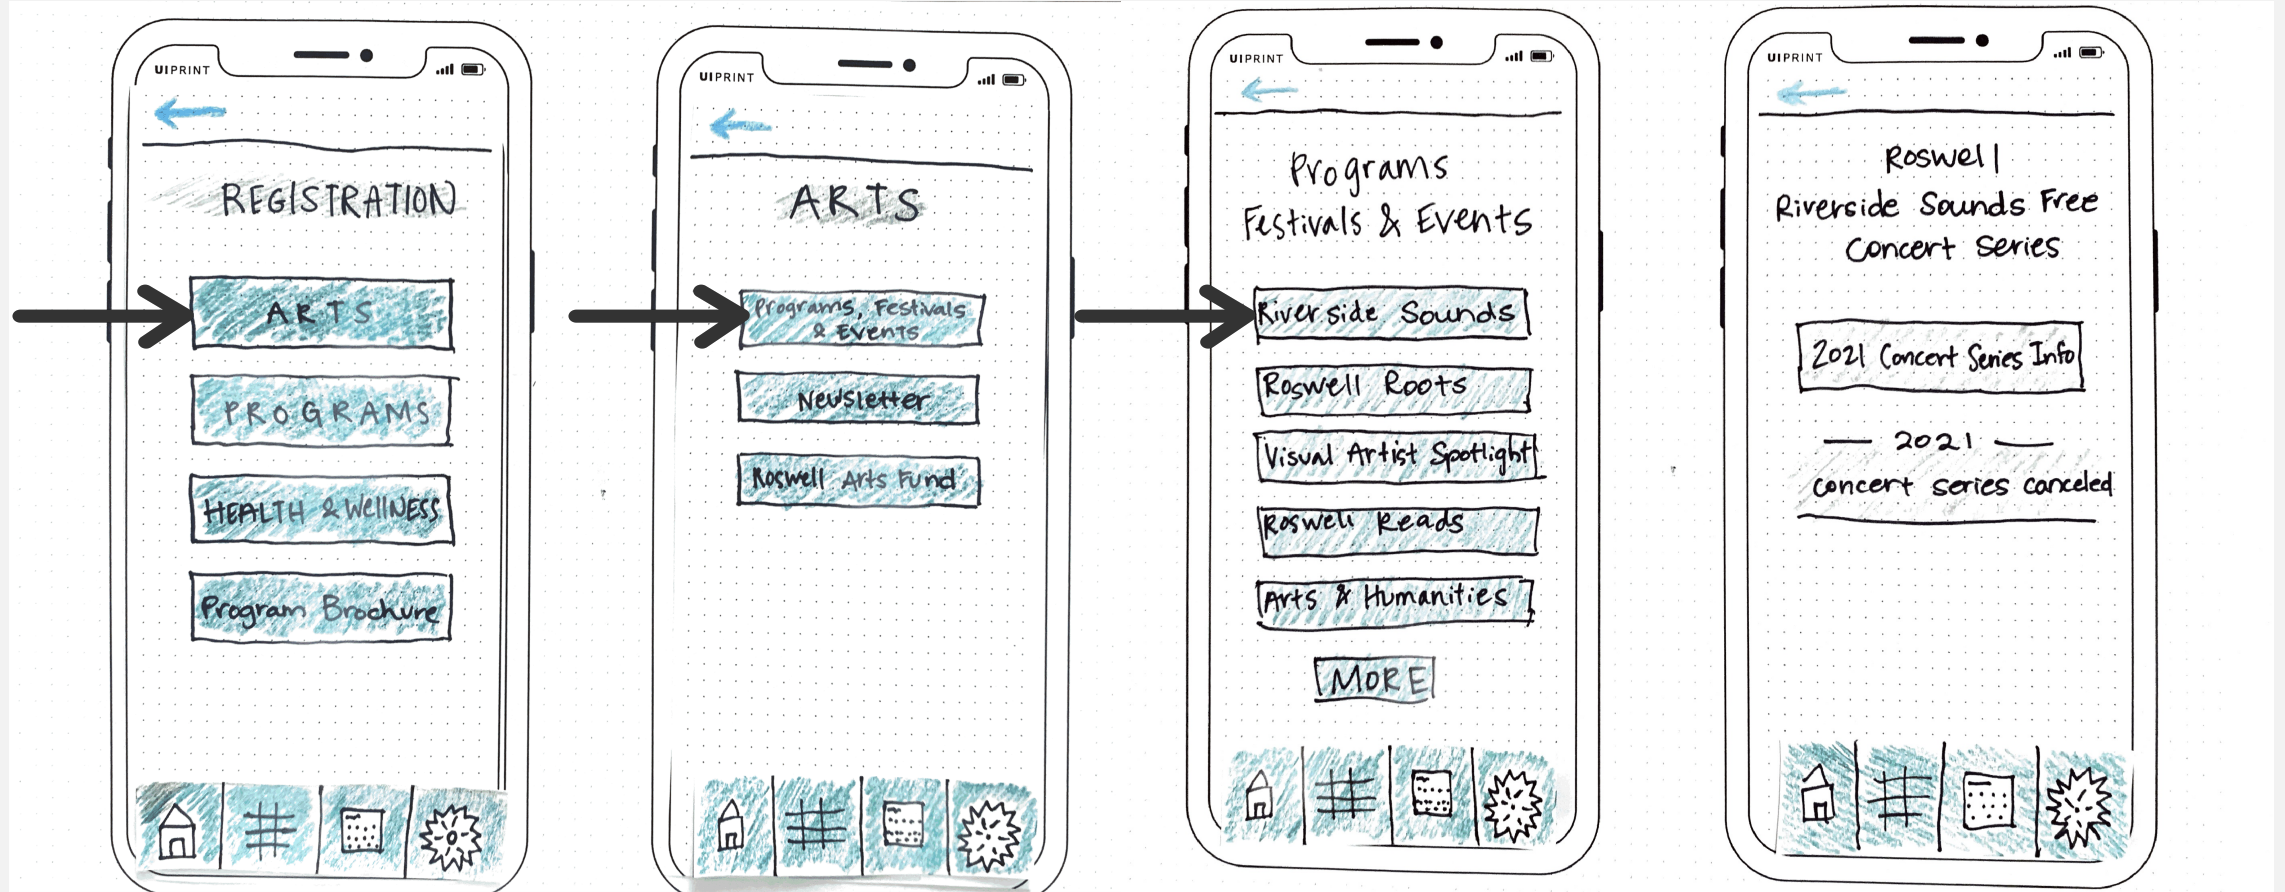 UIPRINT
REGISTRATION
ARTS
PROGRAMS
HEALTH & WellNESS
Program Brochure
UIPRINT
ARTS
Programs, Festivals
& Events
Newsletter
Roswell Arts Fund
UIPRINT
Programs
Festivals & Events
Riverside Sounds
Roswell Roots
Visual Artist Spotlight
Roswell Reads
Arts & Humanities
MORE
UIPRINT
Roswell
Riverside Sounds Free
Concert Series
2021 Concert Series Info
— 2021 —
concert series canceled